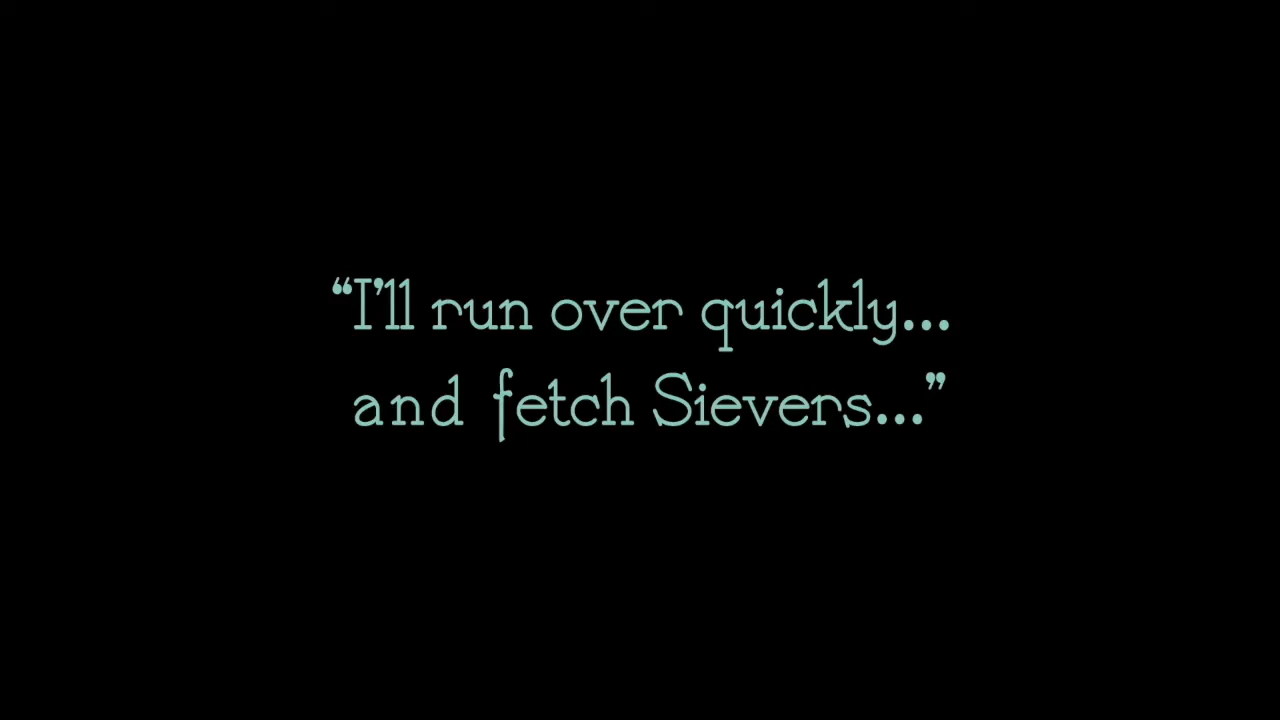 “I’ll run over quickly...
and fetch Sievers...”